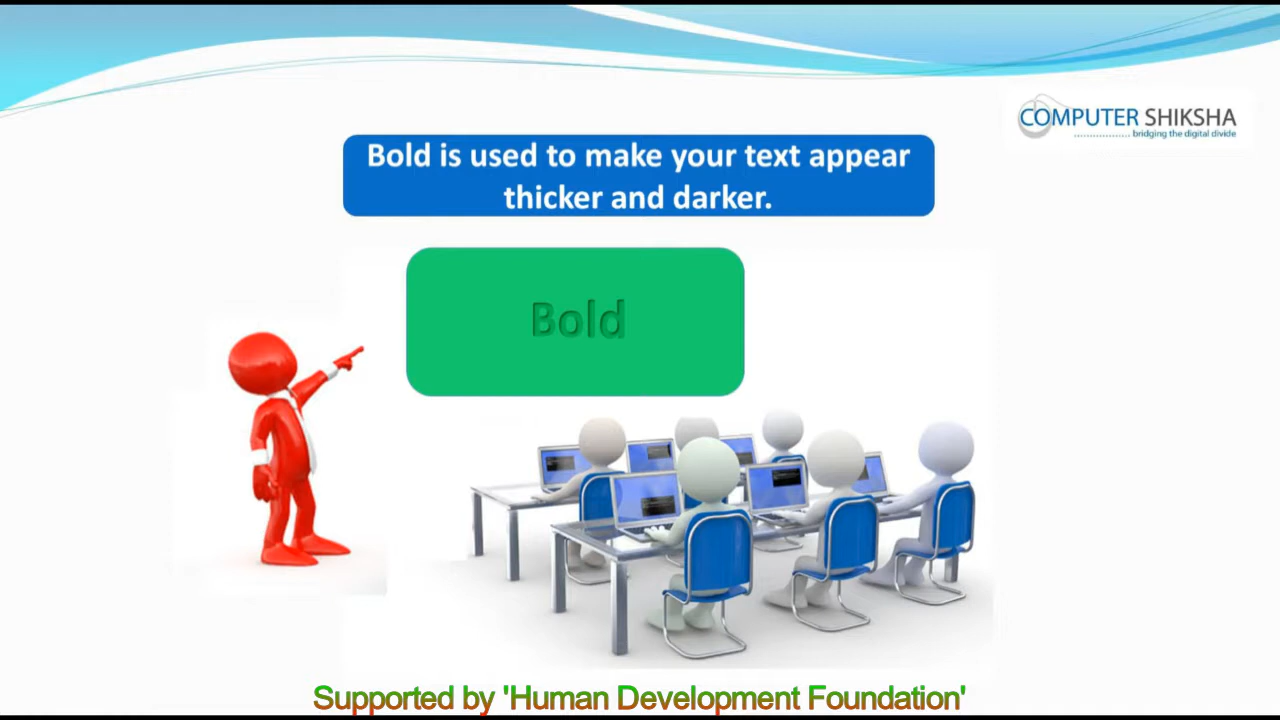 COMPUTER SHIKSHA
bridging the digital divide
Bold is used to make your text appear
thicker and darker.
Bold
Supported by 'Human Development Foundation'